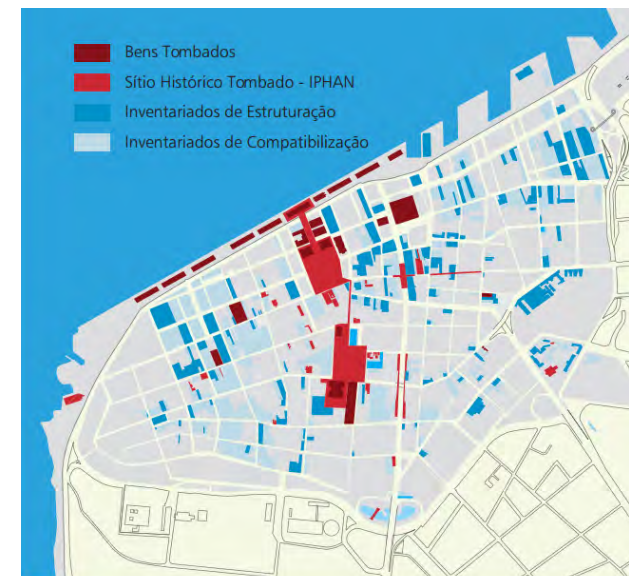 Bens Tombados
Sítio Histórico Tombado - IPHAN
Inventariados de Estruturação
Inventariados de Compatibilização